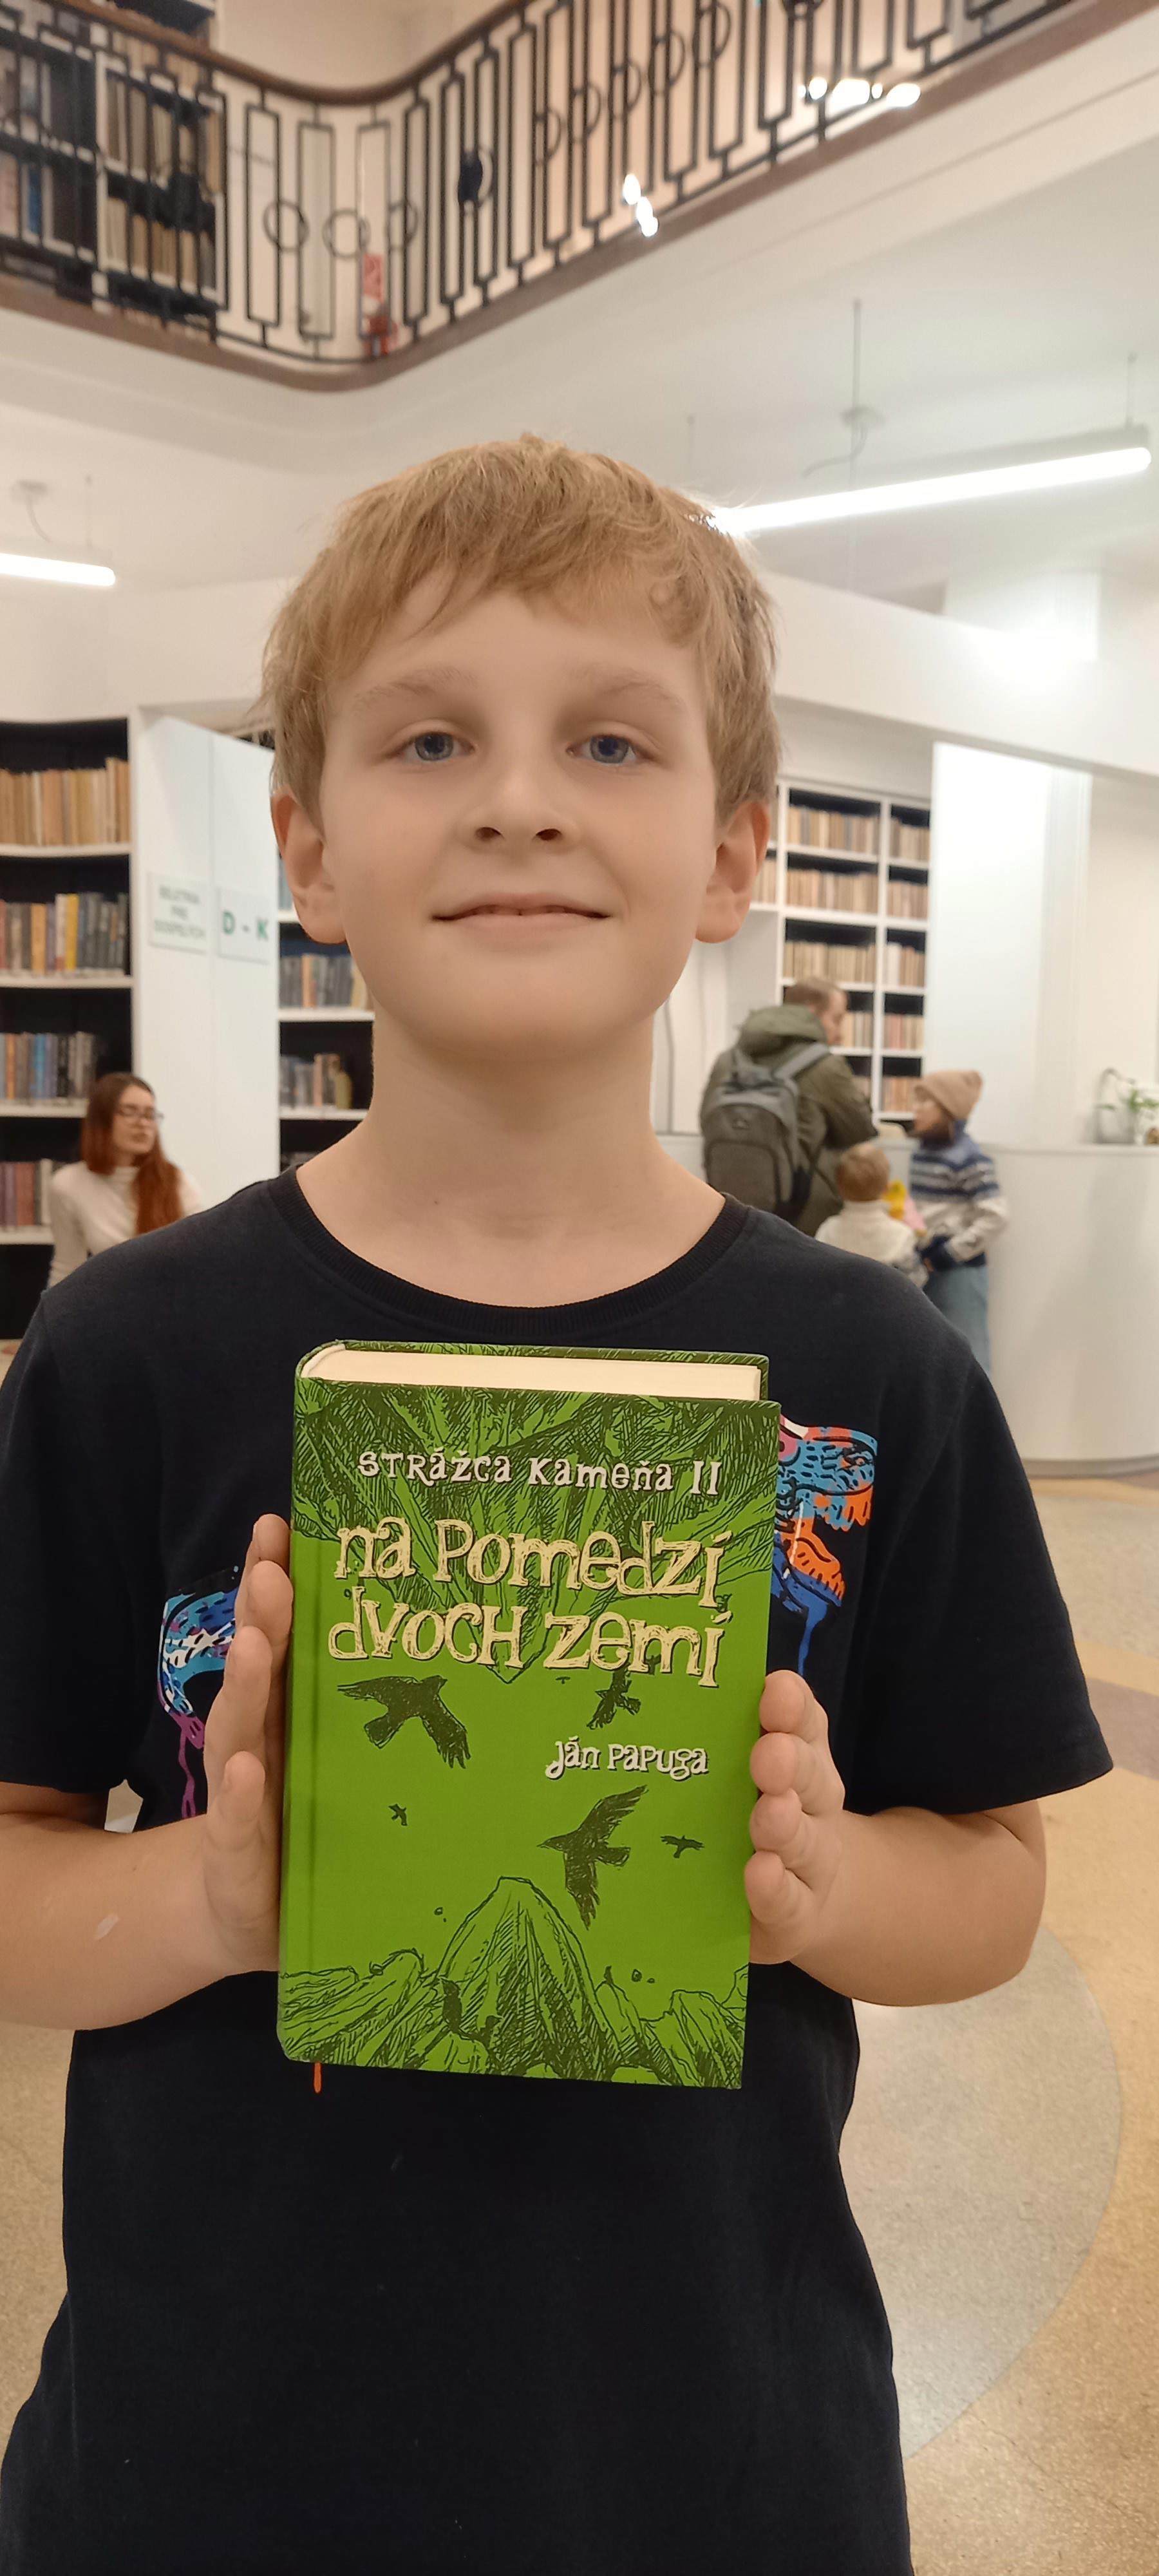 D - K
STRÁŽCA KAMEŇA II
na Pomedzí
dvoch zemí
Ján Papuga